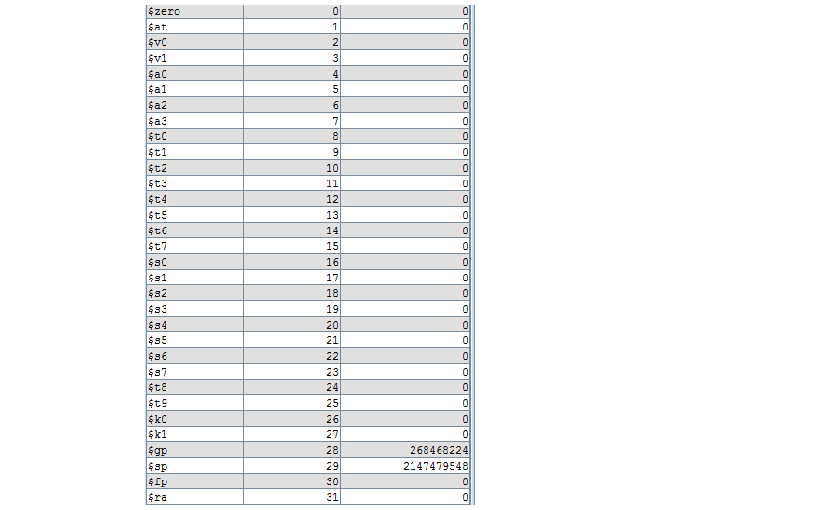 $zero 0 0
$at 1 0
$v0 2 0
$v1 3 0
$a0 4 0
$a1 5 0
$a2 6 0
$a3 7 0
$t0 8 0
$t1 9 0
$t2 10 0
$t3 11 0
$t4 12 0
$t5 13 0
$t6 14 0
$t7 15 0
$s0 16 0
$s1 17 0
$s2 18 0
$s3 19 0
$s4 20 0
$s5 21 0
$s6 22 0
$s7 23 0
$t8 24 0
$t9 25 0
$k0 26 0
$k1 27 0
$gp 28 268468224
$sp 29 2147479548
$fp 30 0
$ra 31 0